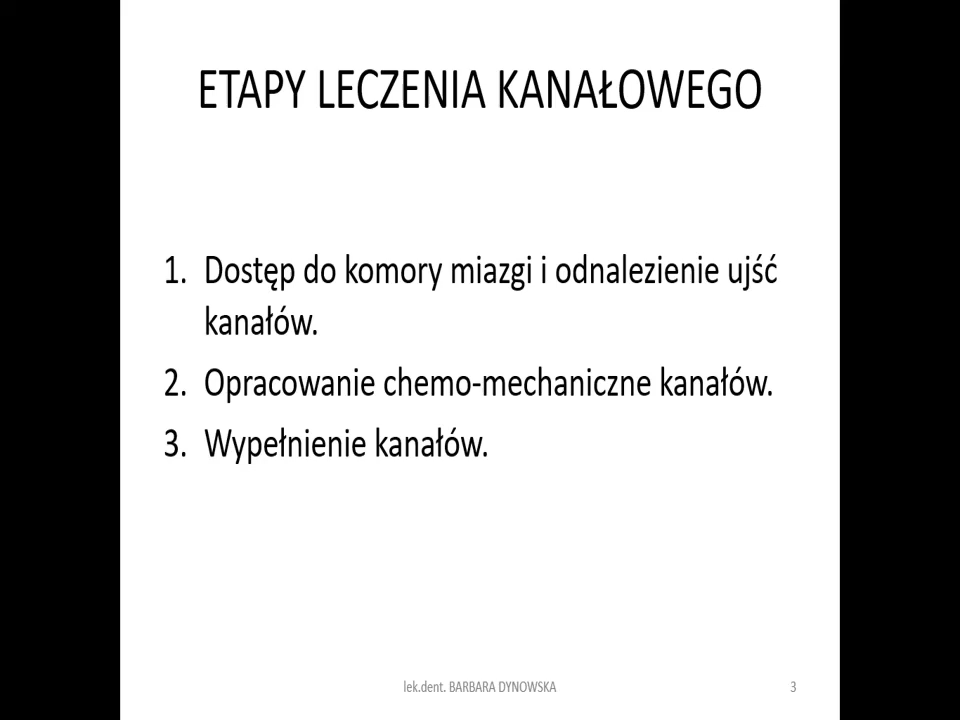 ETAPY LECZENIA KANAŁOWEGO
1. Dostęp do komory miazgi i odnalezienie ujść
kanałów.
2. Opracowanie chemo-mechaniczne kanałów.
3. Wypełnienie kanałów.
lek.dent. BARBARA DYNOWSKA
3